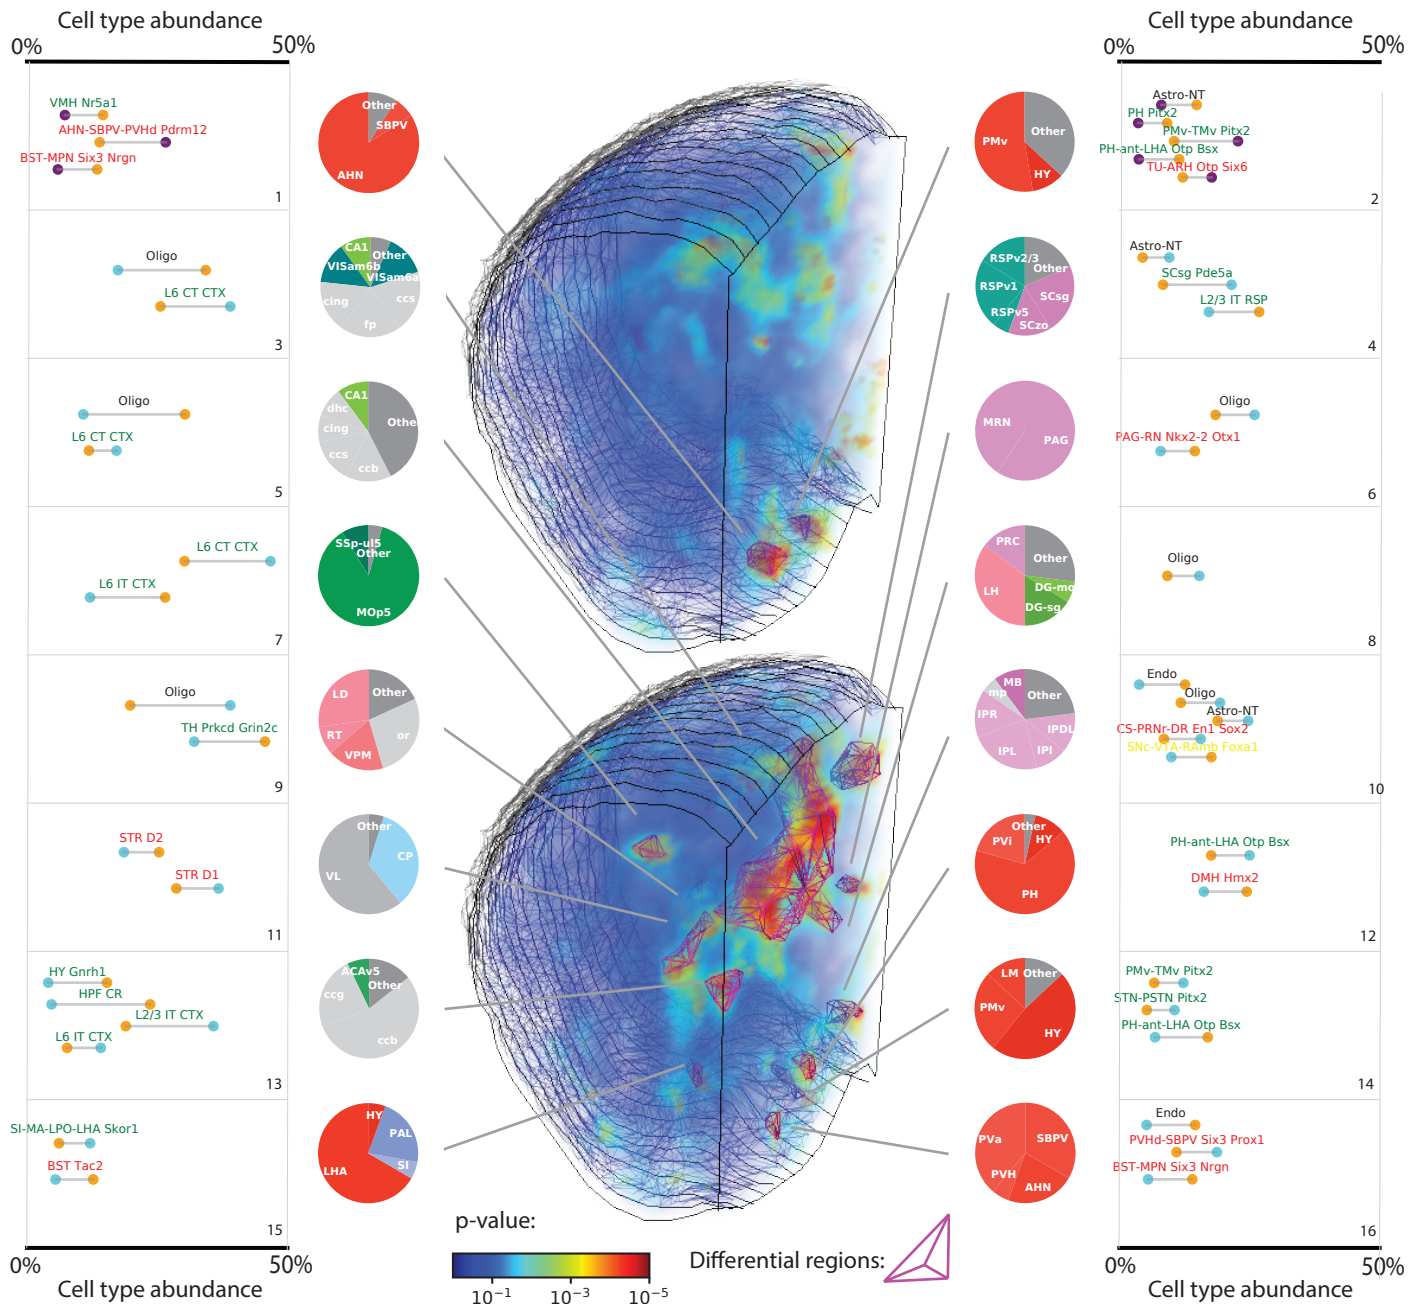 Cell type abundance
0% 50%
VMH Nr5a1
AHN-SBPV-PVHd Pdrm12
BST-MPN Six3 Nrgn
1
Oligo
L6 CT CTX
3
Oligo
L6 CT CTX
5
L6 CT CTX
L6 IT CTX
7
Oligo
TH Prkcd Grin2c
9
STR D2
STR D1
11
HY Gnrh1
HPF CR
L2/3 IT CTX
L6 IT CTX
13
SI-MA-LPO-LHA Skor1
BST Tac2
15
0% 50%
Cell type abundance
Other
SBPV
AHN
CA1
Other
VISam6b
VISam6a
cing
ccs
fp
CA1
dhc
Other
cing
ccs
ccb
SSp-ul5
Other
MOp5
LD
Other
RT
or
VPM
Other
CP
VL
ACAv5
Other
ccg
ccb
HY
PAL
SI
LHA
p-value:
10⁻¹ 10⁻³ 10⁻⁵
Differential regions:
PMv
Other
HY
RSPv2/3
Other
RSPv1
SCsg
RSPv5
SCzo
MRN
PAG
PRC
Other
DG-mo
LH
DG-sg
MB
mp
Other
IPR
IPDL
IPL
IPI
Other
HY
PVi
PH
LM
Other
PMv
HY
PVa
SBPV
PVH
AHN
Cell type abundance
0% 50%
Astro-NT
PH Pitx2
PMv-TMv Pitx2
PH-ant-LHA Otp Bsx
TU-ARH Otp Six6
2
Astro-NT
SCsg Pde5a
L2/3 IT RSP
4
Oligo
PAG-RN Nkx2-2 Otx1
6
Oligo
8
Endo
Oligo
Astro-NT
CS-PRNr-DR En1 Sox2
SNc-VTA-RAmb Foxa1
10
PH-ant-LHA Otp Bsx
DMH Hmx2
12
PMv-TMv Pitx2
STN-PSTN Pitx2
PH-ant-LHA Otp Bsx
14
Endo
PVHd-SBPV Six3 Prox1
BST-MPN Six3 Nrgn
16
0% 50%
Cell type abundance